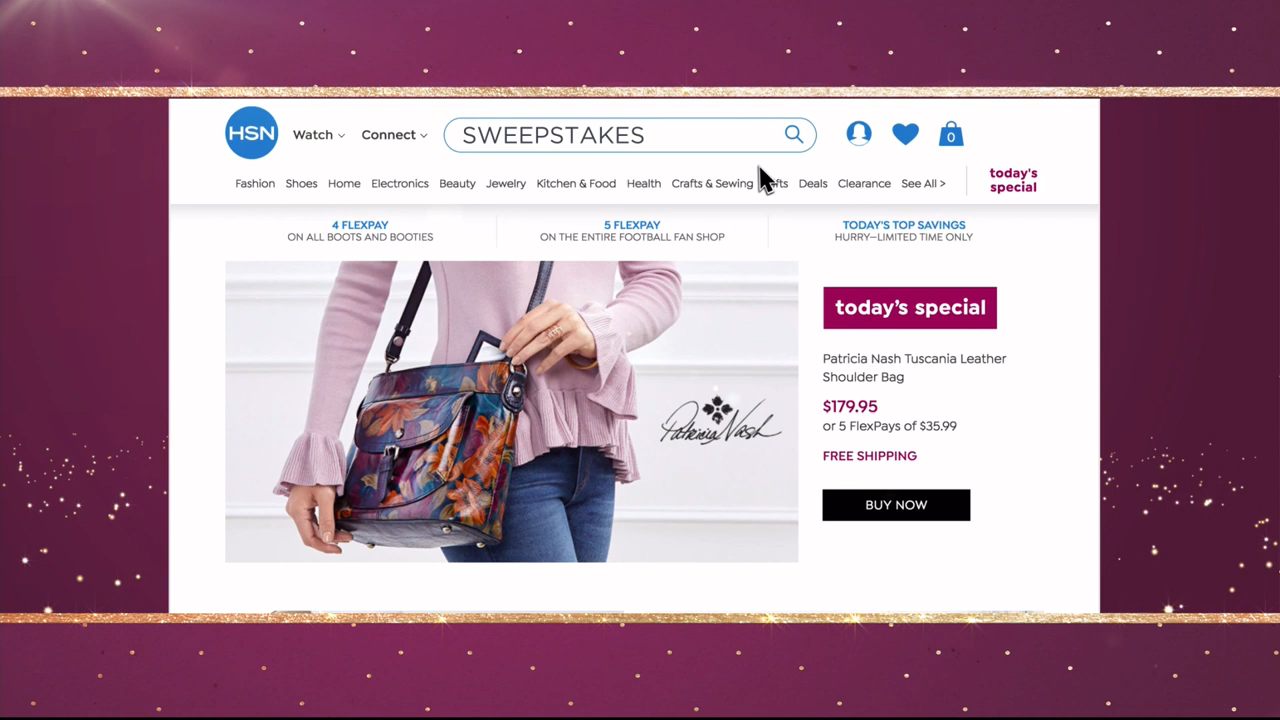 HSN
Watch
Connect
SWEEPSTAKES
0
Fashion Shoes Home Electronics Beauty Jewelry Kitchen & Food Health Crafts & Sewing Deals Clearance See All >
today's
special
4 FLEXPAY
ON ALL BOOTS AND BOOTIES
5 FLEXPAY
ON THE ENTIRE FOOTBALL FAN SHOP
TODAY'S TOP SAVINGS
HURRY—LIMITED TIME ONLY
today's special
Patricia Nash Tuscania Leather
Shoulder Bag
$179.95
or 5 FlexPays of $35.99
FREE SHIPPING
BUY NOW
Patricia Nash